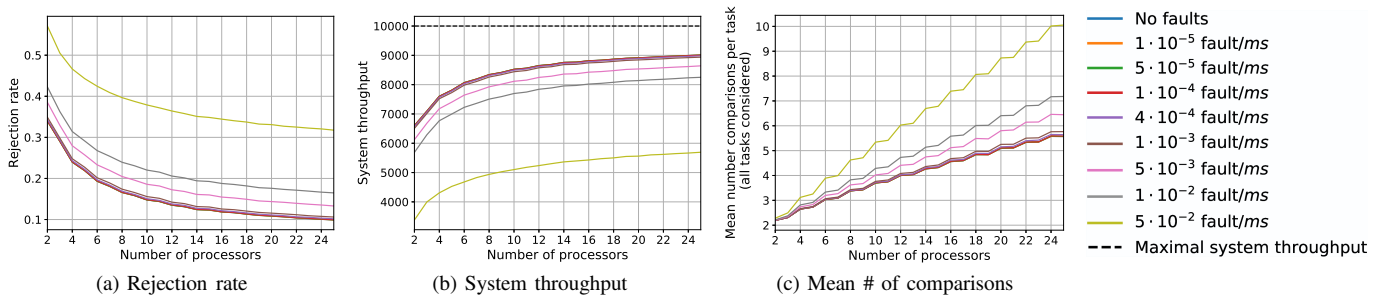 Rejection rate
0.5
0.4
0.3
0.2
0.1
2 4 6 8 10 12 14 16 18 20 22 24
Number of processors
(a) Rejection rate
System throughput
10000
9000
8000
7000
6000
5000
4000
2 4 6 8 10 12 14 16 18 20 22 24
Number of processors
(b) System throughput
Mean number comparisons per task
(all tasks considered)
10
9
8
7
6
5
4
3
2
2 4 6 8 10 12 14 16 18 20 22 24
Number of processors
(c) Mean # of comparisons
No faults
1 · 10⁻⁵ fault/ms
5 · 10⁻⁵ fault/ms
1 · 10⁻⁴ fault/ms
4 · 10⁻⁴ fault/ms
1 · 10⁻³ fault/ms
5 · 10⁻³ fault/ms
1 · 10⁻² fault/ms
5 · 10⁻² fault/ms
Maximal system throughput